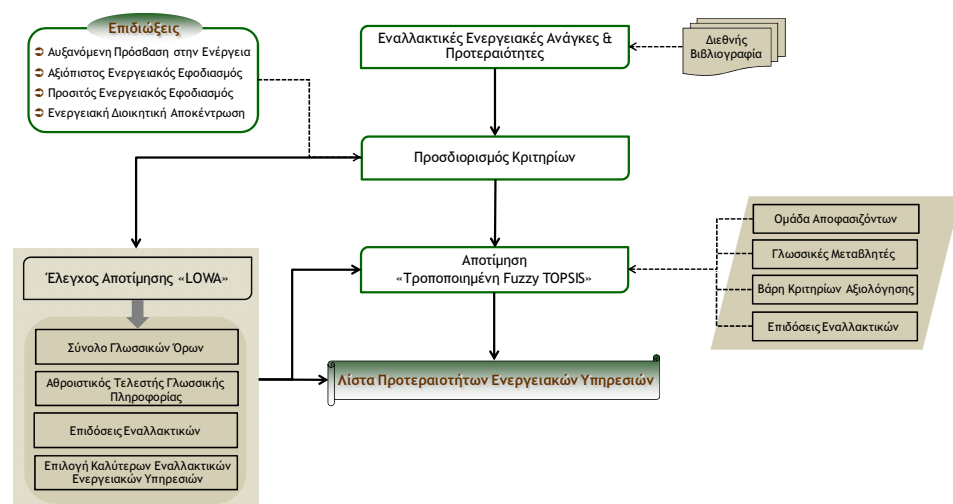 Επιδιώξεις
Αυξανόμενη Πρόσβαση στην Ενέργεια
Αξιόπιστος Ενεργειακός Εφοδιασμός
Προσιτός Ενεργειακός Εφοδιασμός
Ενεργειακή Διοικητική Αποκέντρωση
Εναλλακτικές Ενεργειακές Ανάγκες &
Προτεραιότητες
Διεθνής
Βιβλιογραφία
Προσδιορισμός Κριτηρίων
Έλεγχος Αποτίμησης «LOWA»
Σύνολο Γλωσσικών Όρων
Αθροιστικός Τελεστής Γλωσσικής
Πληροφορίας
Επιδόσεις Εναλλακτικών
Επιλογή Καλύτερων Εναλλακτικών
Ενεργειακών Υπηρεσιών
Αποτίμηση
«Τροποποιημένη Fuzzy TOPSIS»
Λίστα Προτεραιοτήτων Ενεργειακών Υπηρεσιών
Ομάδα Αποφασιζόντων
Γλωσσικές Μεταβλητές
Βάρη Κριτηρίων Αξιολόγησης
Επιδόσεις Εναλλακτικών